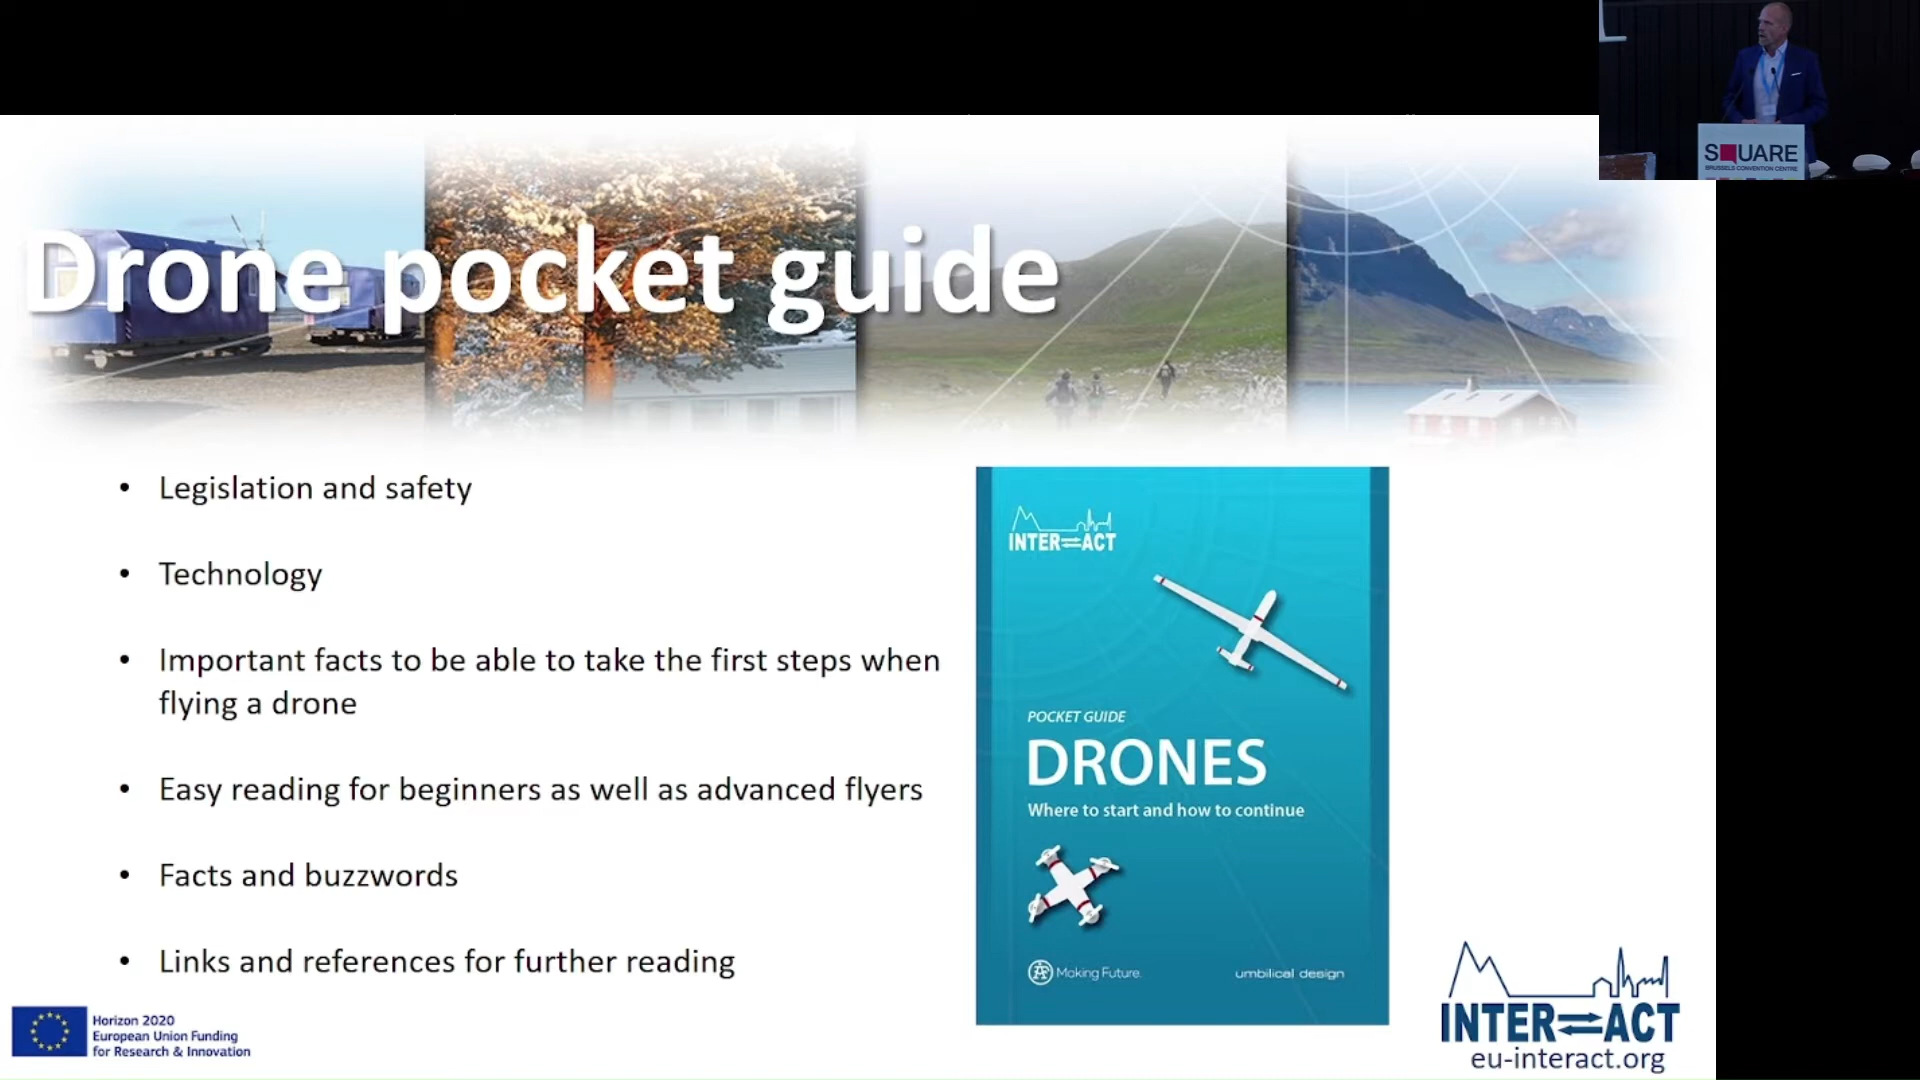 SQUARE
BRUSSELS CONVENTION CENTRE
Drone pocket guide
• Legislation and safety
• Technology
• Important facts to be able to take the first steps when
flying a drone
• Easy reading for beginners as well as advanced flyers
• Facts and buzzwords
• Links and references for further reading
INTER⇄ACT
POCKET GUIDE
DRONES
Where to start and how to continue
Making Future.
umbilical design
Horizon 2020
European Union Funding
for Research & Innovation
INTER⇄ACT
eu-interact.org